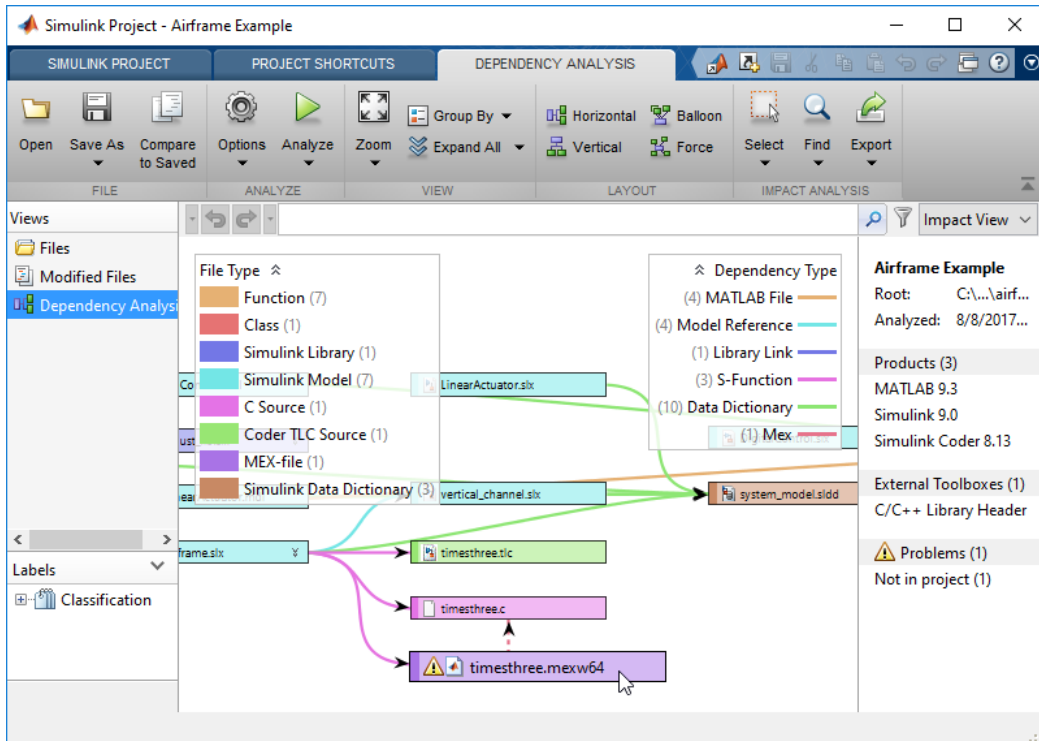 Simulink Project - Airframe Example
SIMULINK PROJECT
PROJECT SHORTCUTS
DEPENDENCY ANALYSIS
Open
Save As
Compare
to Saved
Options
Analyze
Zoom
Group By
Expand All
Horizontal
Vertical
Balloon
Force
Select
Find
Export
FILE
ANALYZE
VIEW
LAYOUT
IMPACT ANALYSIS
Views
Files
Modified Files
Dependency Analysi
Labels
Classification
Impact View
File Type
Function (7)
Class (1)
Simulink Library (1)
Simulink Model (7)
C Source (1)
Coder TLC Source (1)
MEX-file (1)
Simulink Data Dictionary (3)
Dependency Type
(4) MATLAB File
(4) Model Reference
(1) Library Link
(3) S-Function
(10) Data Dictionary
(1) Mex
LinearActuator.slx
vertical_channel.slx
system_model.sldd
frame.slx
timesthree.tlc
timesthree.c
timesthree.mexw64
Airframe Example
Root: C:\...\airf...
Analyzed: 8/8/2017...
Products (3)
MATLAB 9.3
Simulink 9.0
Simulink Coder 8.13
External Toolboxes (1)
C/C++ Library Header
Problems (1)
Not in project (1)